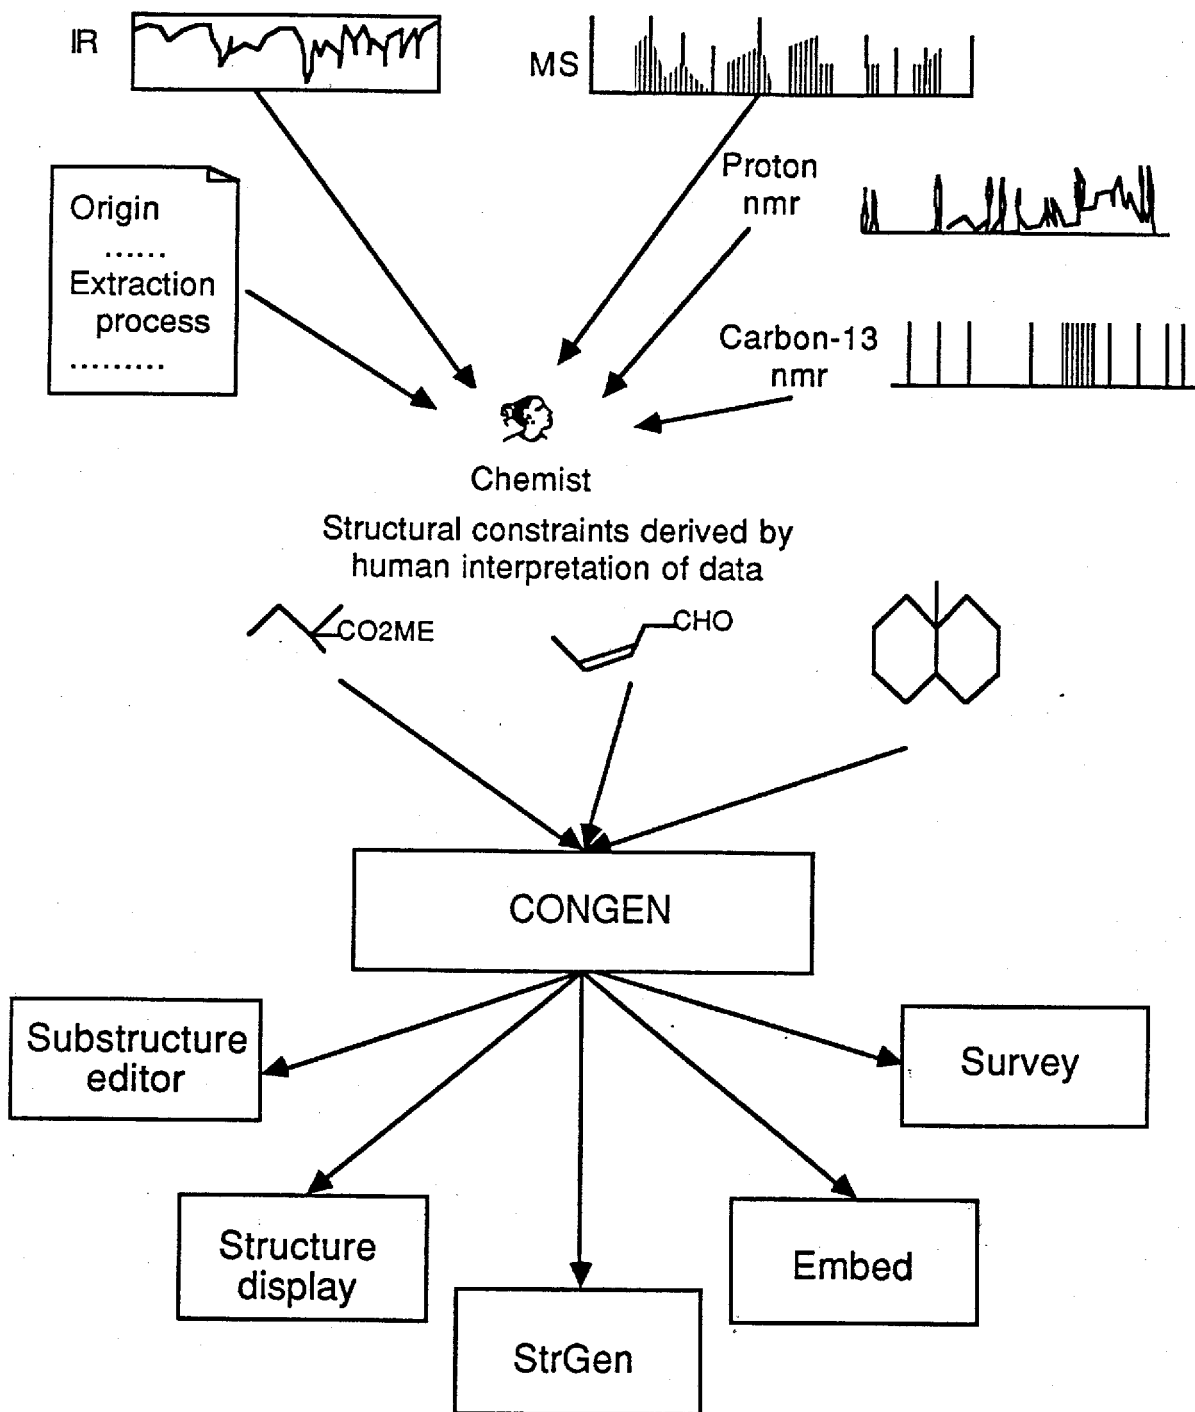 IR
MS
Origin
......
Extraction
process
.........
Proton
nmr
Carbon-13
nmr
Chemist
Structural constraints derived by
human interpretation of data
CO2ME
CHO
CONGEN
Substructure
editor
Survey
Structure
display
Embed
StrGen